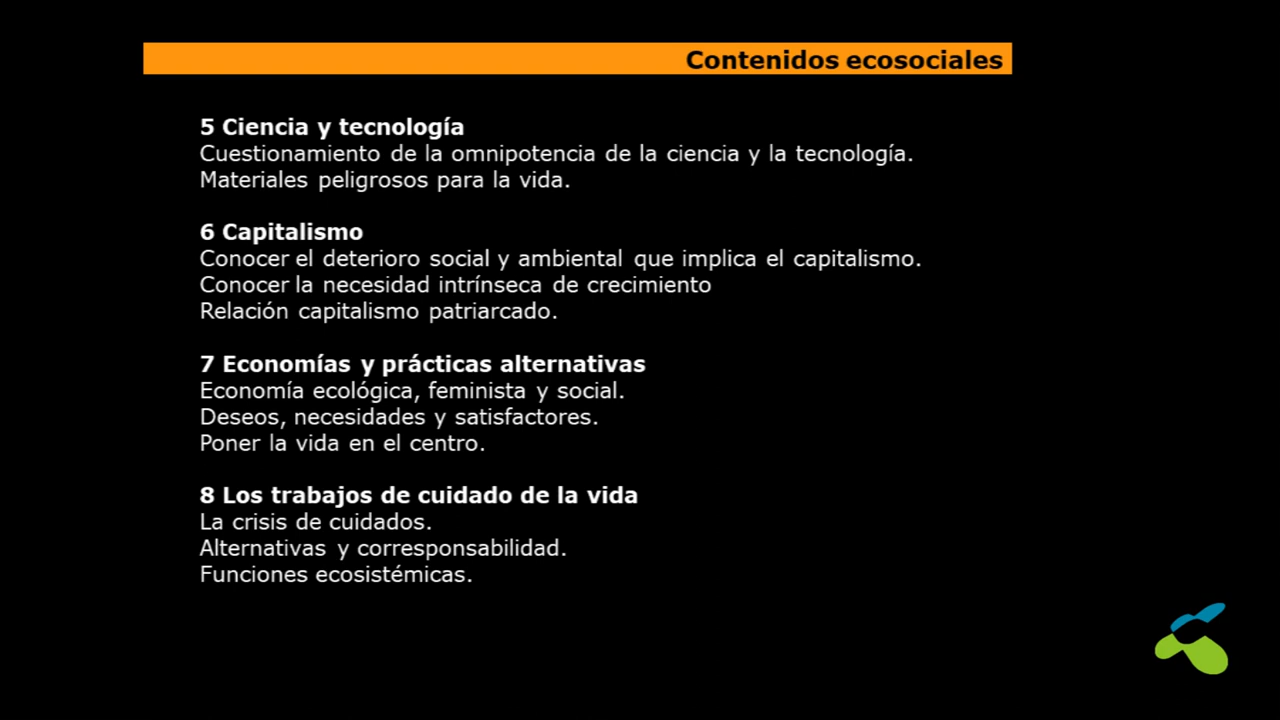 Contenidos ecosociales
5 Ciencia y tecnología
Cuestionamiento de la omnipotencia de la ciencia y la tecnología.
Materiales peligrosos para la vida.
6 Capitalismo
Conocer el deterioro social y ambiental que implica el capitalismo.
Conocer la necesidad intrínseca de crecimiento
Relación capitalismo patriarcado.
7 Economías y prácticas alternativas
Economía ecológica, feminista y social.
Deseos, necesidades y satisfactores.
Poner la vida en el centro.
8 Los trabajos de cuidado de la vida
La crisis de cuidados.
Alternativas y corresponsabilidad.
Funciones ecosistémicas.